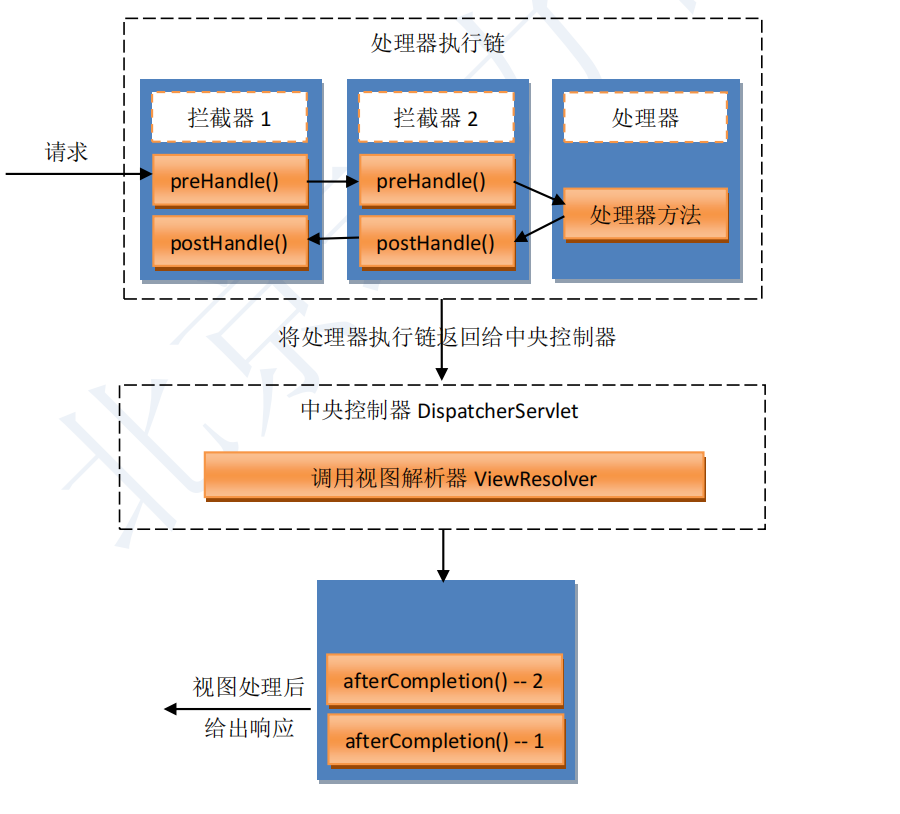 处理器执行链
拦截器 1
拦截器 2
处理器
请求
preHandle()
preHandle()
处理器方法
postHandle()
postHandle()
将处理器执行链返回给中央控制器
中央控制器 DispatcherServlet
调用视图解析器 ViewResolver
afterCompletion() -- 2
视图处理后
给出响应
afterCompletion() -- 1
北京